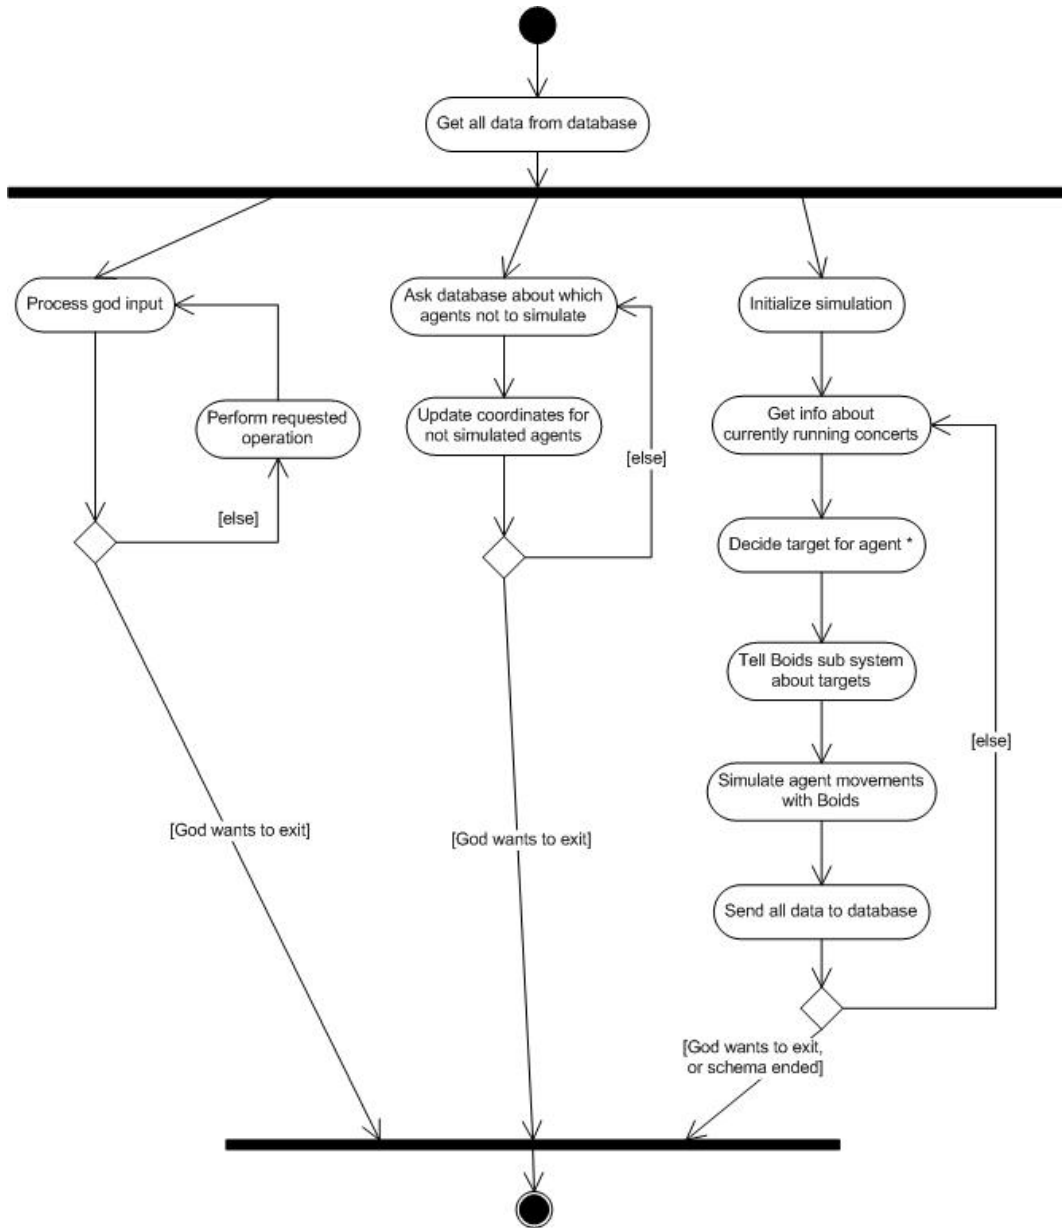 Get all data from database
Process god input
Perform requested
operation
[else]
[God wants to exit]
Ask database about which
agents not to simulate
Update coordinates for
not simulated agents
[else]
[God wants to exit]
Initialize simulation
Get info about
currently running concerts
Decide target for agent *
Tell Boids sub system
about targets
Simulate agent movements
with Boids
Send all data to database
[else]
[God wants to exit,
or schema ended]